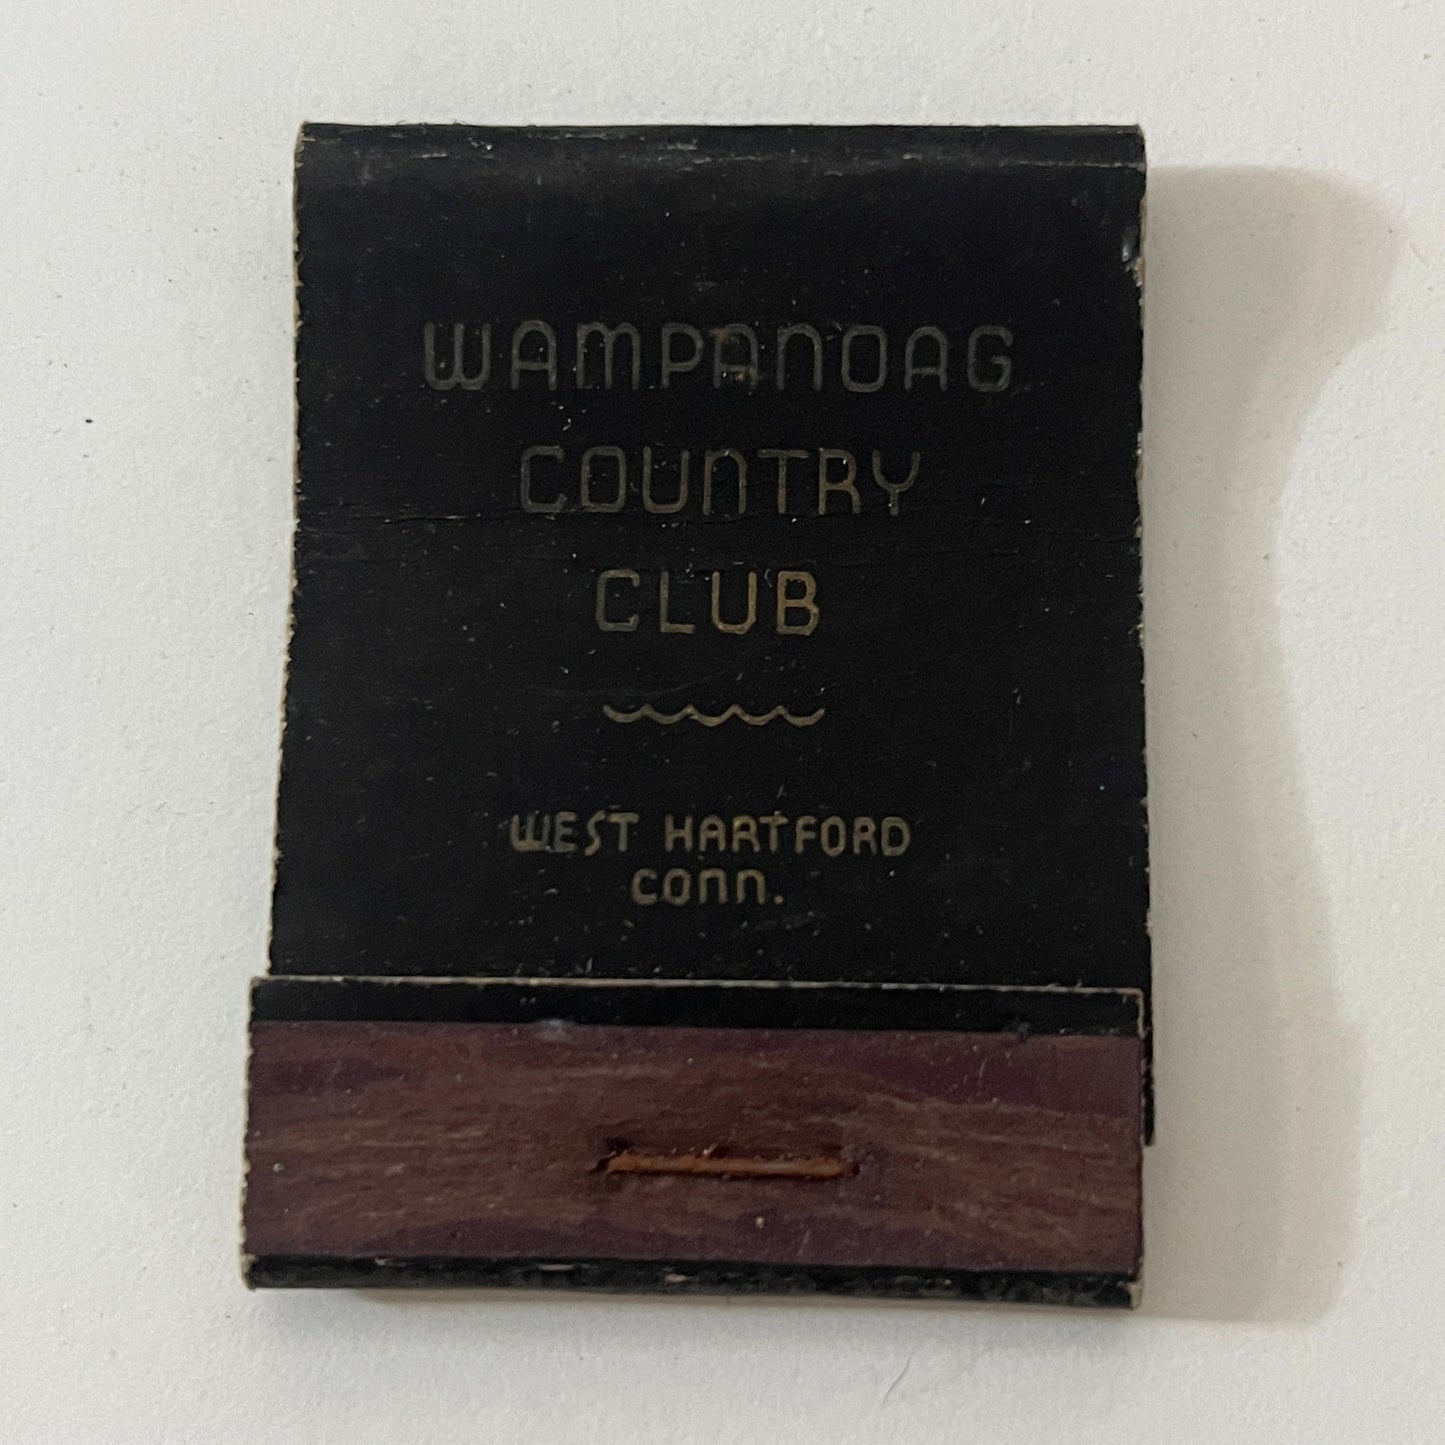 WAMPANOAG
COUNTRY
CLUB
WEST HARTFORD
CONN.